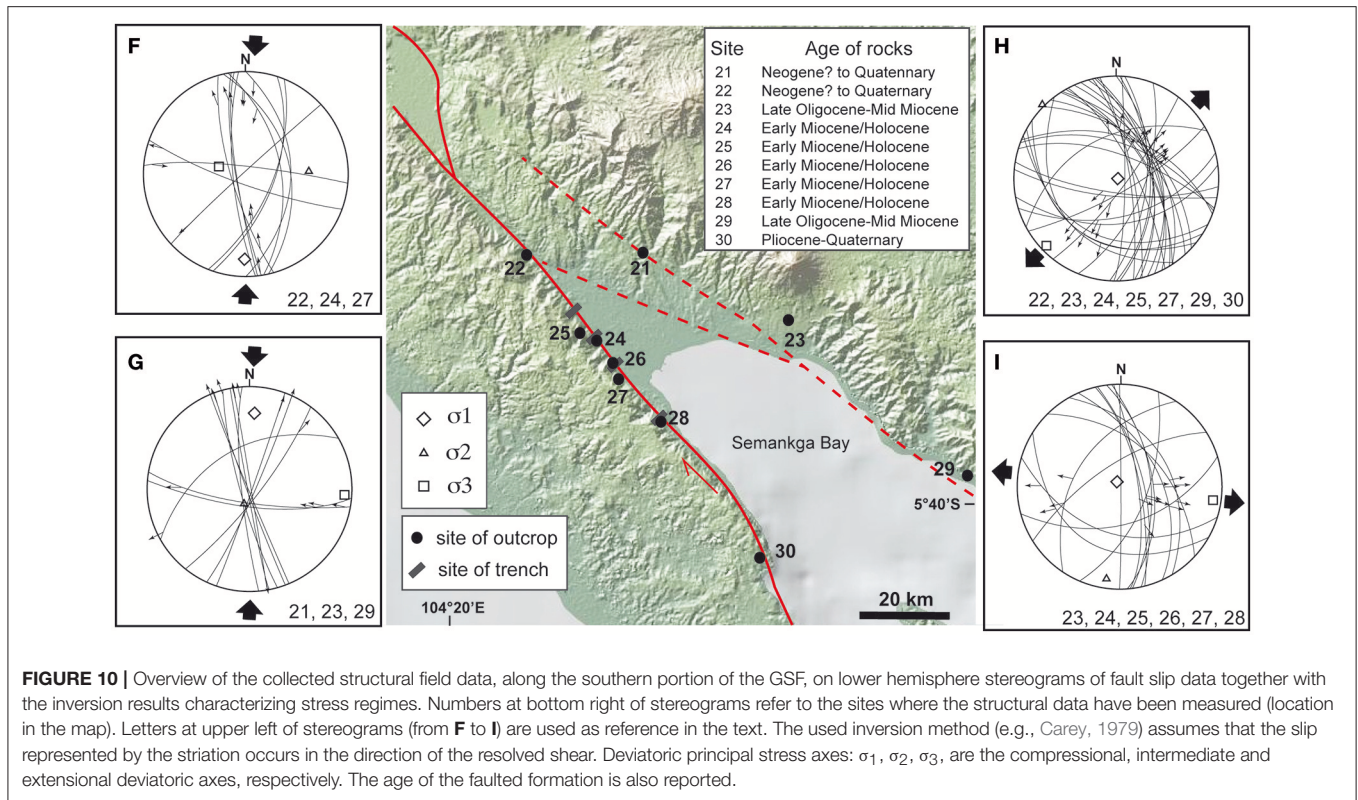 F
N
22, 24, 27
G
N
21, 23, 29
Site Age of rocks
21 Neogene? to Quatennary
22 Neogene? to Quaternary
23 Late Oligocene-Mid Miocene
24 Early Miocene/Holocene
25 Early Miocene/Holocene
26 Early Miocene/Holocene
27 Early Miocene/Holocene
28 Early Miocene/Holocene
29 Late Oligocene-Mid Miocene
30 Pliocene-Quaternary
22
21
23
25
24
26
27
28
29
30
Semankga Bay
5°40'S
σ1
σ2
σ3
site of outcrop
site of trench
104°20'E
20 km
H
N
22, 23, 24, 25, 27, 29, 30
I
N
23, 24, 25, 26, 27, 28
FIGURE 10 | Overview of the collected structural field data, along the southern portion of the GSF, on lower hemisphere stereograms of fault slip data together with
the inversion results characterizing stress regimes. Numbers at bottom right of stereograms refer to the sites where the structural data have been measured (location
in the map). Letters at upper left of stereograms (from F to I) are used as reference in the text. The used inversion method (e.g., Carey, 1979) assumes that the slip
represented by the striation occurs in the direction of the resolved shear. Deviatoric principal stress axes: σ1, σ2, σ3, are the compressional, intermediate and
extensional deviatoric axes, respectively. The age of the faulted formation is also reported.